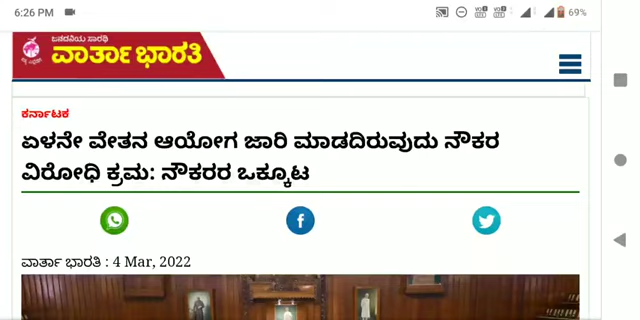 6:26 PM
69%
ಜನದನಿಯ ಸಾರಥಿ
ವಾರ್ತಾಭಾರತಿ
ಕರ್ನಾಟಕ
ಏಳನೇ ವೇತನ ಆಯೋಗ ಜಾರಿ ಮಾಡದಿರುವುದು ನೌಕರ
ವಿರೋಧಿ ಕ್ರಮ: ನೌಕರರ ಒಕ್ಕೂಟ
ವಾರ್ತಾ ಭಾರತಿ : 4 Mar, 2022